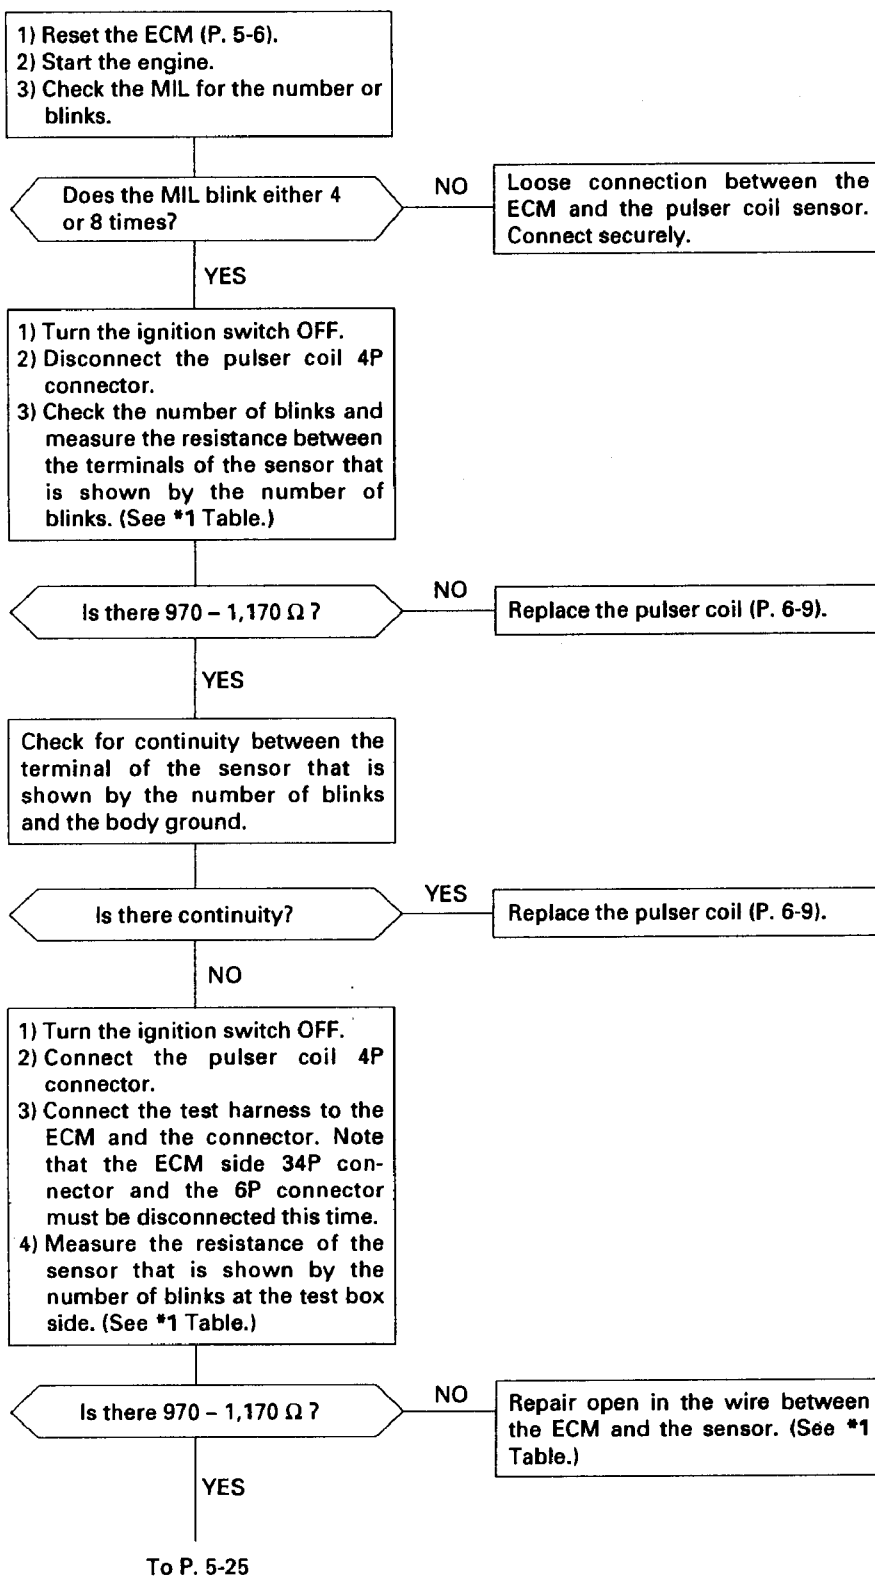 1) Reset the ECM (P. 5-6).
2) Start the engine.
3) Check the MIL for the number or
blinks.
Does the MIL blink either 4
or 8 times?
NO
Loose connection between the
ECM and the pulser coil sensor.
Connect securely.
YES
1) Turn the ignition switch OFF.
2) Disconnect the pulser coil 4P
connector.
3) Check the number of blinks and
measure the resistance between
the terminals of the sensor that
is shown by the number of
blinks. (See *1 Table.)
Is there 970 – 1,170 Ω ?
NO
Replace the pulser coil (P. 6-9).
YES
Check for continuity between the
terminal of the sensor that is
shown by the number of blinks
and the body ground.
Is there continuity?
YES
Replace the pulser coil (P. 6-9).
NO
1) Turn the ignition switch OFF.
2) Connect the pulser coil 4P
connector.
3) Connect the test harness to the
ECM and the connector. Note
that the ECM side 34P con-
nector and the 6P connector
must be disconnected this time.
4) Measure the resistance of the
sensor that is shown by the
number of blinks at the test box
side. (See *1 Table.)
Is there 970 – 1,170 Ω ?
NO
Repair open in the wire between
the ECM and the sensor. (See *1
Table.)
YES
To P. 5-25